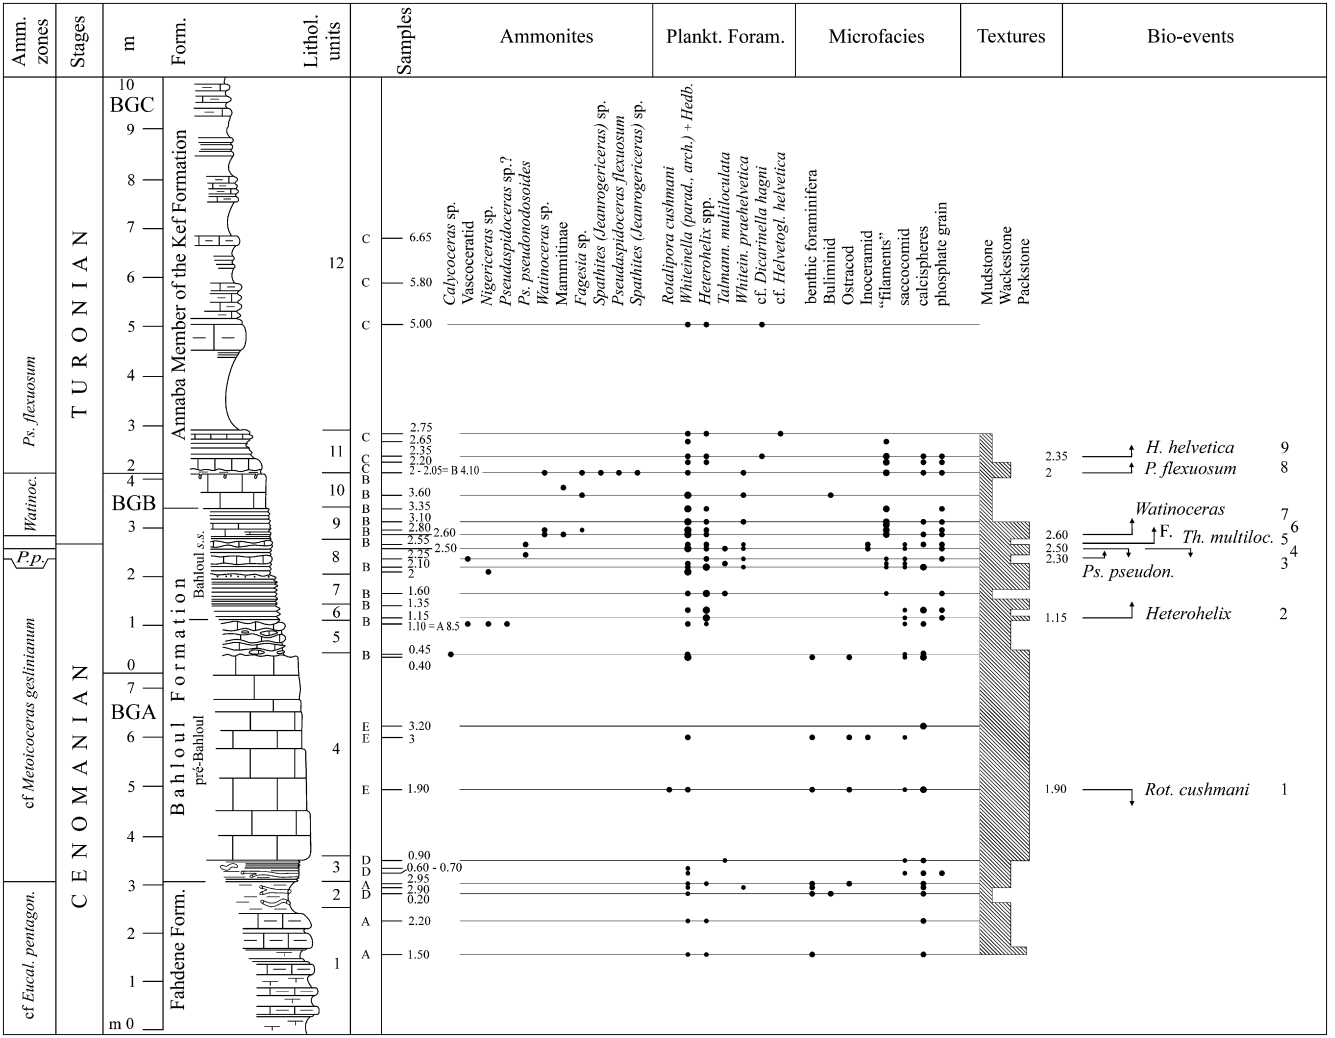 Amm. zones
Stages
m
Form.
Lithol. units
Samples
Ammonites
Plankt. Foram.
Microfacies
Textures
Bio-events
Ps. flexuosum
Watinoc.
P.p.
cf Metoicoceras geslinianum
cf Eucal. pentagon.
TURONIAN
CENOMANIAN
10
BGC
9
8
7
6
5
4
3
2
4
BGB
3
2
1
0
7
BGA
6
5
4
3
2
1
m 0
Annaba Member of the Kef Formation
Bahloul Formation
Bahloul s.s.
pré-Bahloul
Fahdene Form.
12
11
10
9
8
7
6
5
4
3
2
1
Calycoceras sp.
Vascoceratid
Nigericeras sp.
Pseudaspidoceras sp.?
Ps. pseudonodosoides
Watinoceras sp.
Mammitinae
Fagesia sp.
Spathites (Jeanrogericeras) sp.
Pseudaspidoceras flexuosum
Spathites (Jeanrogericeras) sp.
Rotalipora cushmani
Whiteinella (parad., arch.) + Hedb.
Heterohelix spp.
Talmann. multiloculata
Whitein. praehelvetica
cf. Dicarinella hagni
cf. Helvetogl. helvetica
benthic foraminifera
Buliminid
Ostracod
Inoceramid
“filaments”
saccocomid
calcispheres
phosphate grain
Mudstone
Wackestone
Packstone
C 6.65
C 5.80
C 5.00
2.75
C 2.65
2.35
C 2.20
C 2 - 2.05= B 4.10
B
B 3.60
3.35
B 3.10
B 2.80
2.60
B 2.55
2.50
2.25
B 2.10
2
B 1.60
B 1.35
1.15
B 1.10 = A 8.5
0.45
B 0.40
E 3.20
E 3
E 1.90
0.90
D
D 0.60 - 0.70
2.95
A 2.90
D 0.20
A 2.20
A 1.50
2.35 H. helvetica 9
2 P. flexuosum 8
Watinoceras 7
2.60 F. 6
Th. multiloc. 5
2.50 4
2.30 3
Ps. pseudon.
1.15 Heterohelix 2
1.90 Rot. cushmani 1